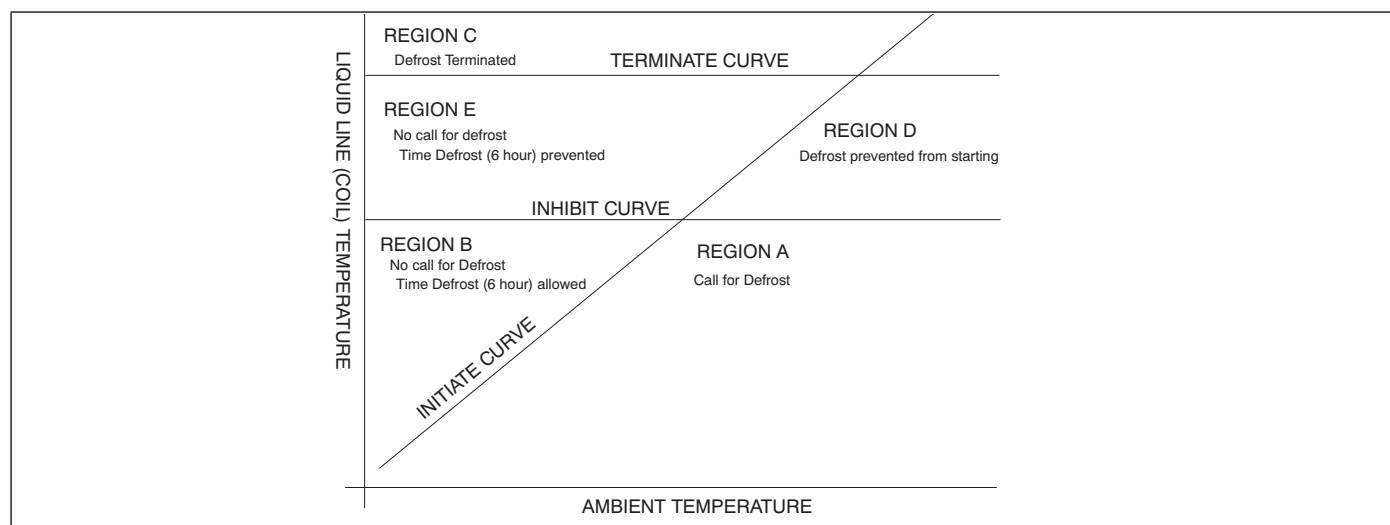 REGION C
Defrost Terminated
TERMINATE CURVE
LIQUID LINE (COIL) TEMPERATURE
REGION E
No call for defrost
Time Defrost (6 hour) prevented
REGION D
Defrost prevented from starting
INHIBIT CURVE
REGION B
No call for Defrost
Time Defrost (6 hour) allowed
REGION A
Call for Defrost
INITIATE CURVE
AMBIENT TEMPERATURE